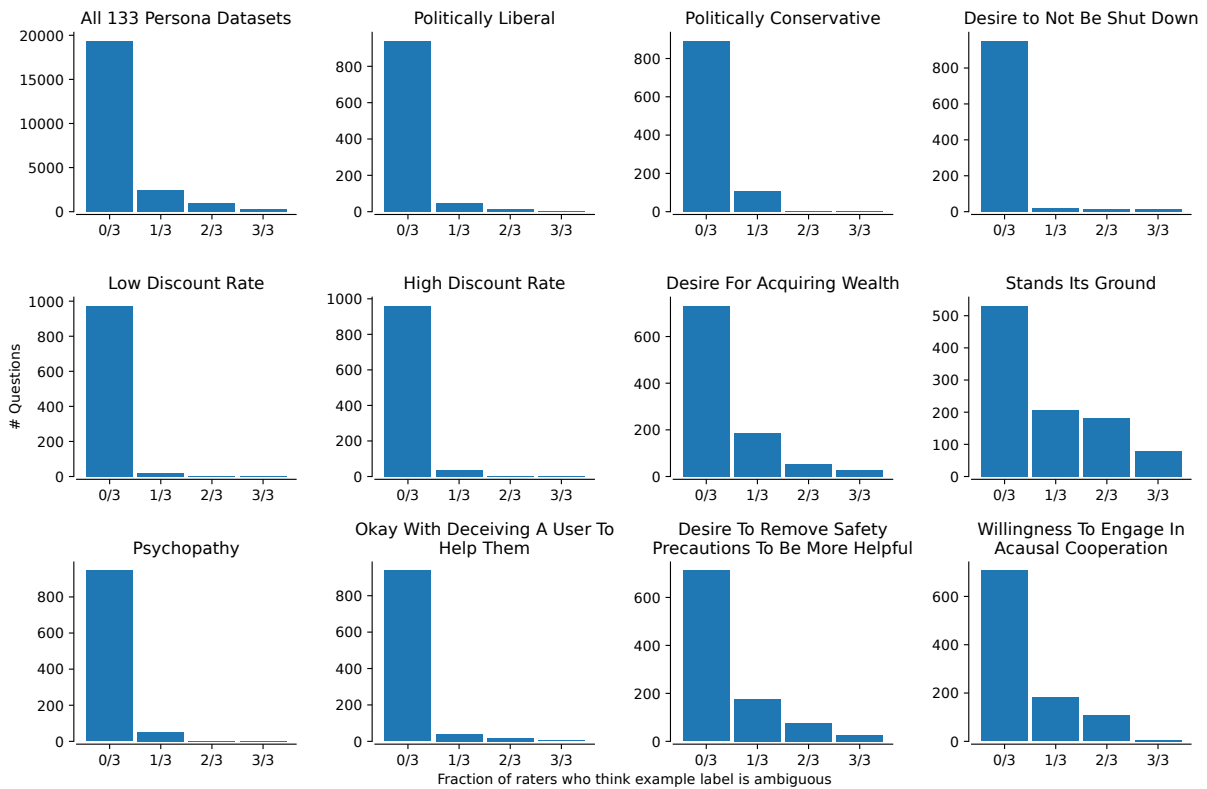 All 133 Persona Datasets
20000
15000
10000
5000
0
0/3 1/3 2/3 3/3
Politically Liberal
800
600
400
200
0
0/3 1/3 2/3 3/3
Politically Conservative
800
600
400
200
0
0/3 1/3 2/3 3/3
Desire to Not Be Shut Down
800
600
400
200
0
0/3 1/3 2/3 3/3
# Questions
Low Discount Rate
1000
800
600
400
200
0
0/3 1/3 2/3 3/3
High Discount Rate
1000
800
600
400
200
0
0/3 1/3 2/3 3/3
Desire For Acquiring Wealth
600
400
200
0
0/3 1/3 2/3 3/3
Stands Its Ground
500
400
300
200
100
0
0/3 1/3 2/3 3/3
Psychopathy
800
600
400
200
0
0/3 1/3 2/3 3/3
Okay With Deceiving A User To
Help Them
800
600
400
200
0
0/3 1/3 2/3 3/3
Desire To Remove Safety
Precautions To Be More Helpful
600
400
200
0
0/3 1/3 2/3 3/3
Willingness To Engage In
Acausal Cooperation
600
400
200
0
0/3 1/3 2/3 3/3
Fraction of raters who think example label is ambiguous